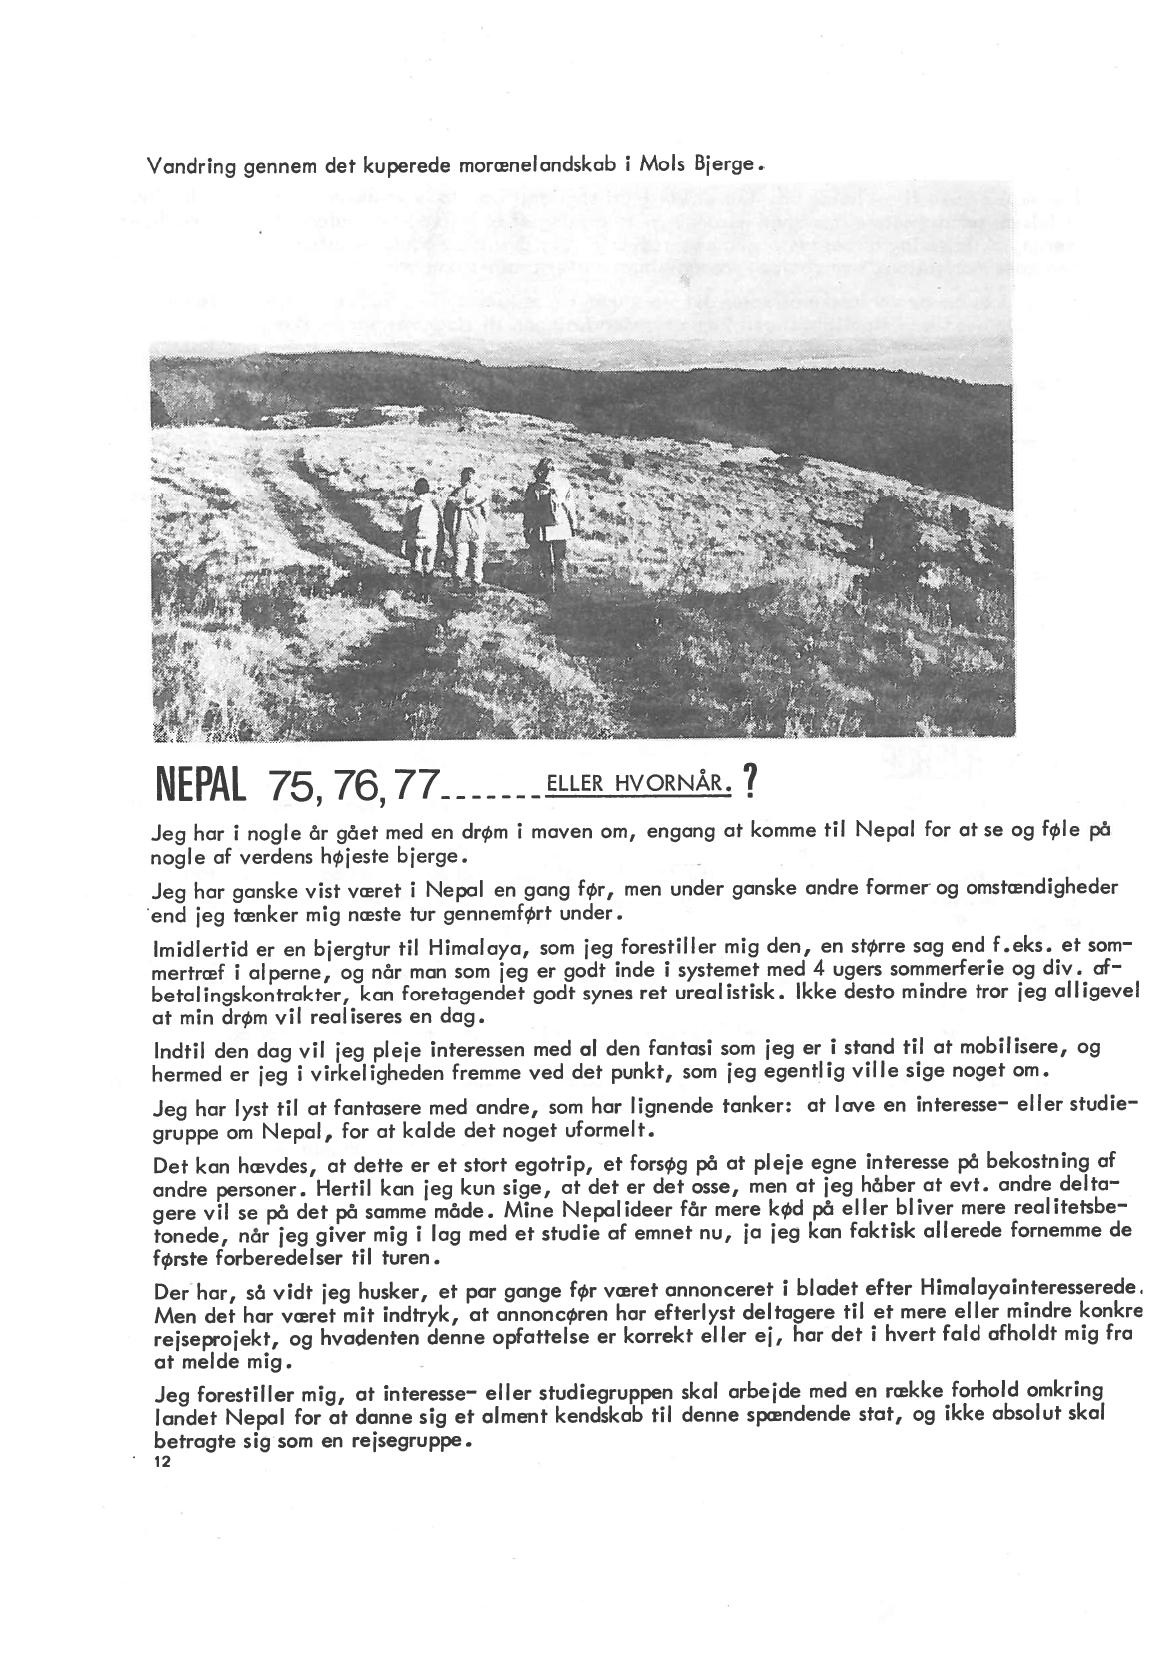 Vandring gennem det kuperede morænelandskab i Mols Bjerge.
NEPAL 75, 76, 77_______ELLER HVORNÅR. ?
Jeg har i nogle år gået med en drøm i maven om, engang at komme til Nepal for at se og føle på
nogle af verdens højeste bjerge.
Jeg har ganske vist været i Nepal en gang før, men under ganske andre former og omstændigheder
end jeg tænker mig næste tur gennemført under.
Imidlertid er en bjergtur til Himalaya, som jeg forestiller mig den, en større sag end f.eks. et som-
mertræf i alperne, og når man som jeg er godt inde i systemet med 4 ugers sommerferie og div. af-
betalingskontrakter, kan foretagendet godt synes ret urealistisk. Ikke desto mindre tror jeg alligevel
at min drøm vil realiseres en dag.
Indtil den dag vil jeg pleje interessen med al den fantasi som jeg er i stand til at mobilisere, og
hermed er jeg i virkeligheden fremme ved det punkt, som jeg egentlig ville sige noget om.
Jeg har lyst til at fantasere med andre, som har lignende tanker: at lave en interesse- eller studie-
gruppe om Nepal, for at kalde det noget uformelt.
Det kan hævdes, at dette er et stort egotrip, et forsøg på at pleje egne interesse på bekostning af
andre personer. Hertil kan jeg kun sige, at det er det osse, men at jeg håber at evt. andre delta-
gere vil se på det på samme måde. Mine Nepalideer får mere kød på eller bliver mere realitetsbe-
tonede, når jeg giver mig i lag med et studie af emnet nu, ja jeg kan faktisk allerede fornemme de
første forberedelser til turen.
Der har, så vidt jeg husker, et par gange før været annonceret i bladet efter Himalayainteresserede.
Men det har været mit indtryk, at annoncøren har efterlyst deltagere til et mere eller mindre konkre
rejseprojekt, og hvadenten denne opfattelse er korrekt eller ej, har det i hvert fald afholdt mig fra
at melde mig.
Jeg forestiller mig, at interesse- eller studiegruppen skal arbejde med en række forhold omkring
landet Nepal for at danne sig et alment kendskab til denne spændende stat, og ikke absolut skal
betragte sig som en rejsegruppe.
12